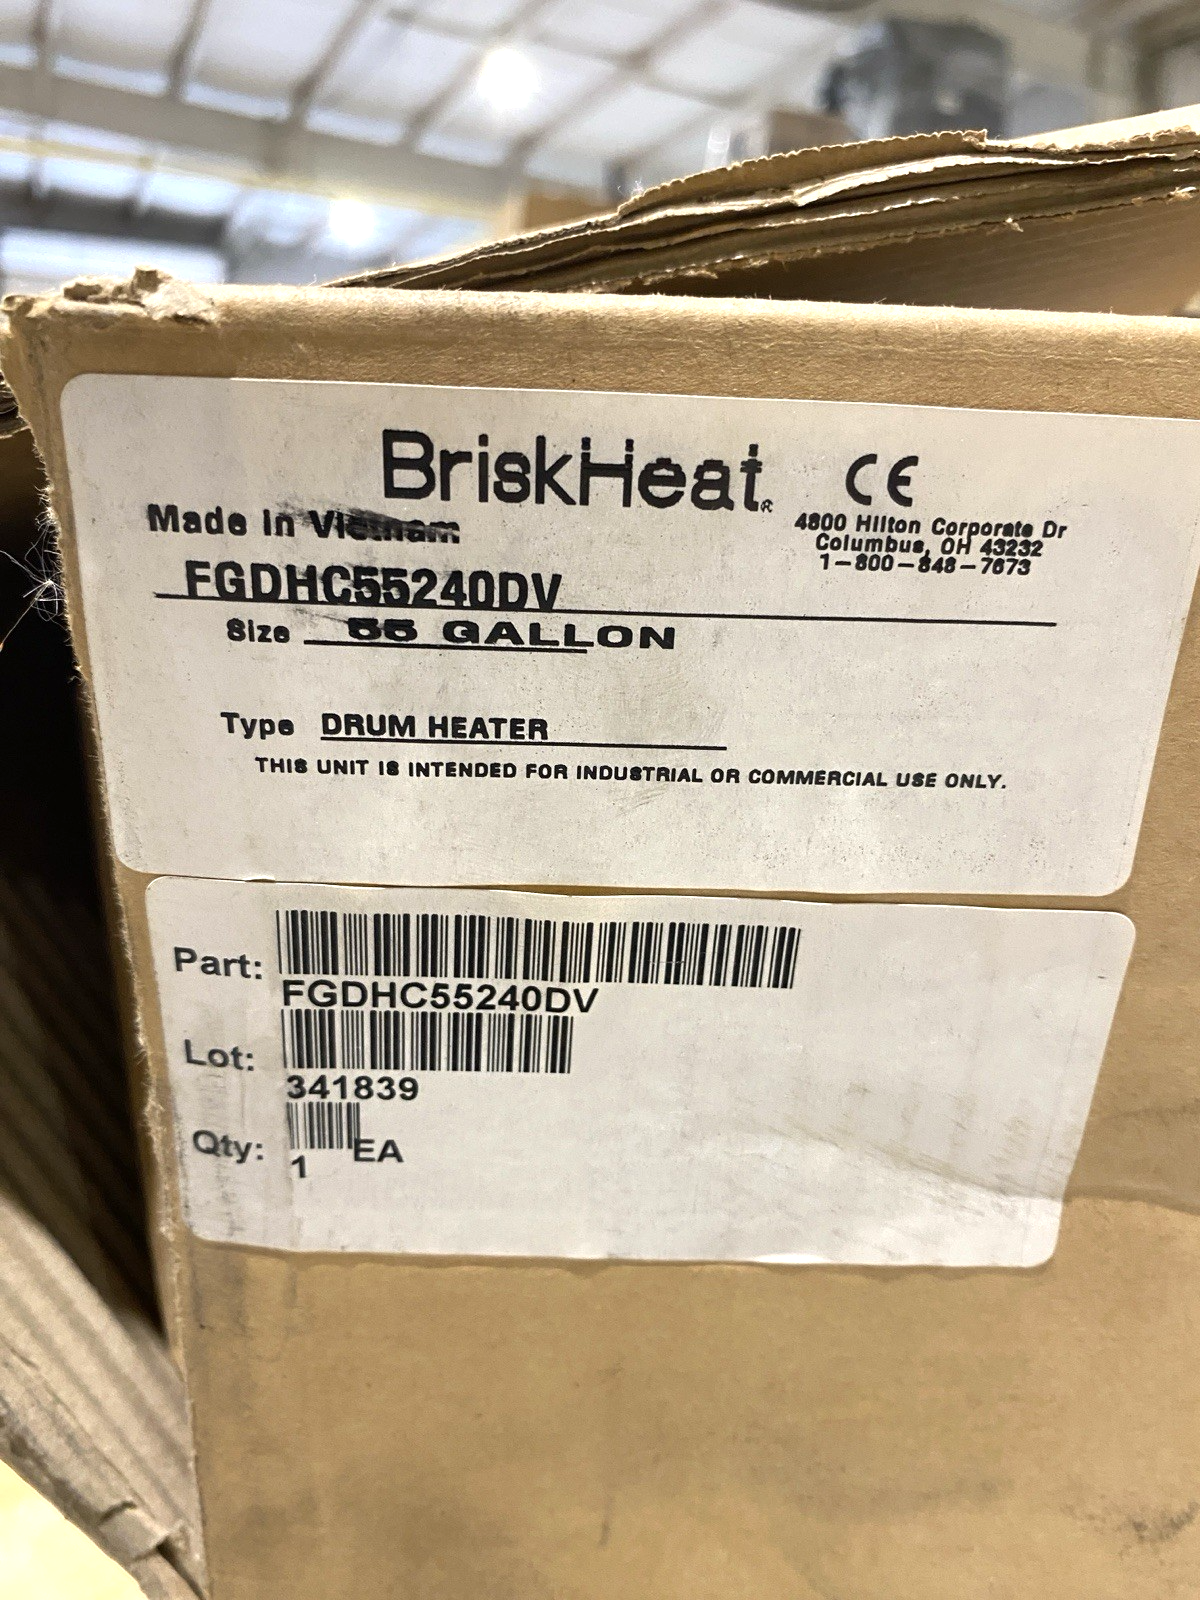 BriskHeat® CE
Made in Vietnam
4800 Hilton Corporate Dr
Columbus, OH 43232
1-800-848-7673
FGDHC55240DV
Size 55 GALLON
Type DRUM HEATER
THIS UNIT IS INTENDED FOR INDUSTRIAL OR COMMERCIAL USE ONLY.
Part:
FGDHC55240DV
Lot:
341839
Qty: EA
1